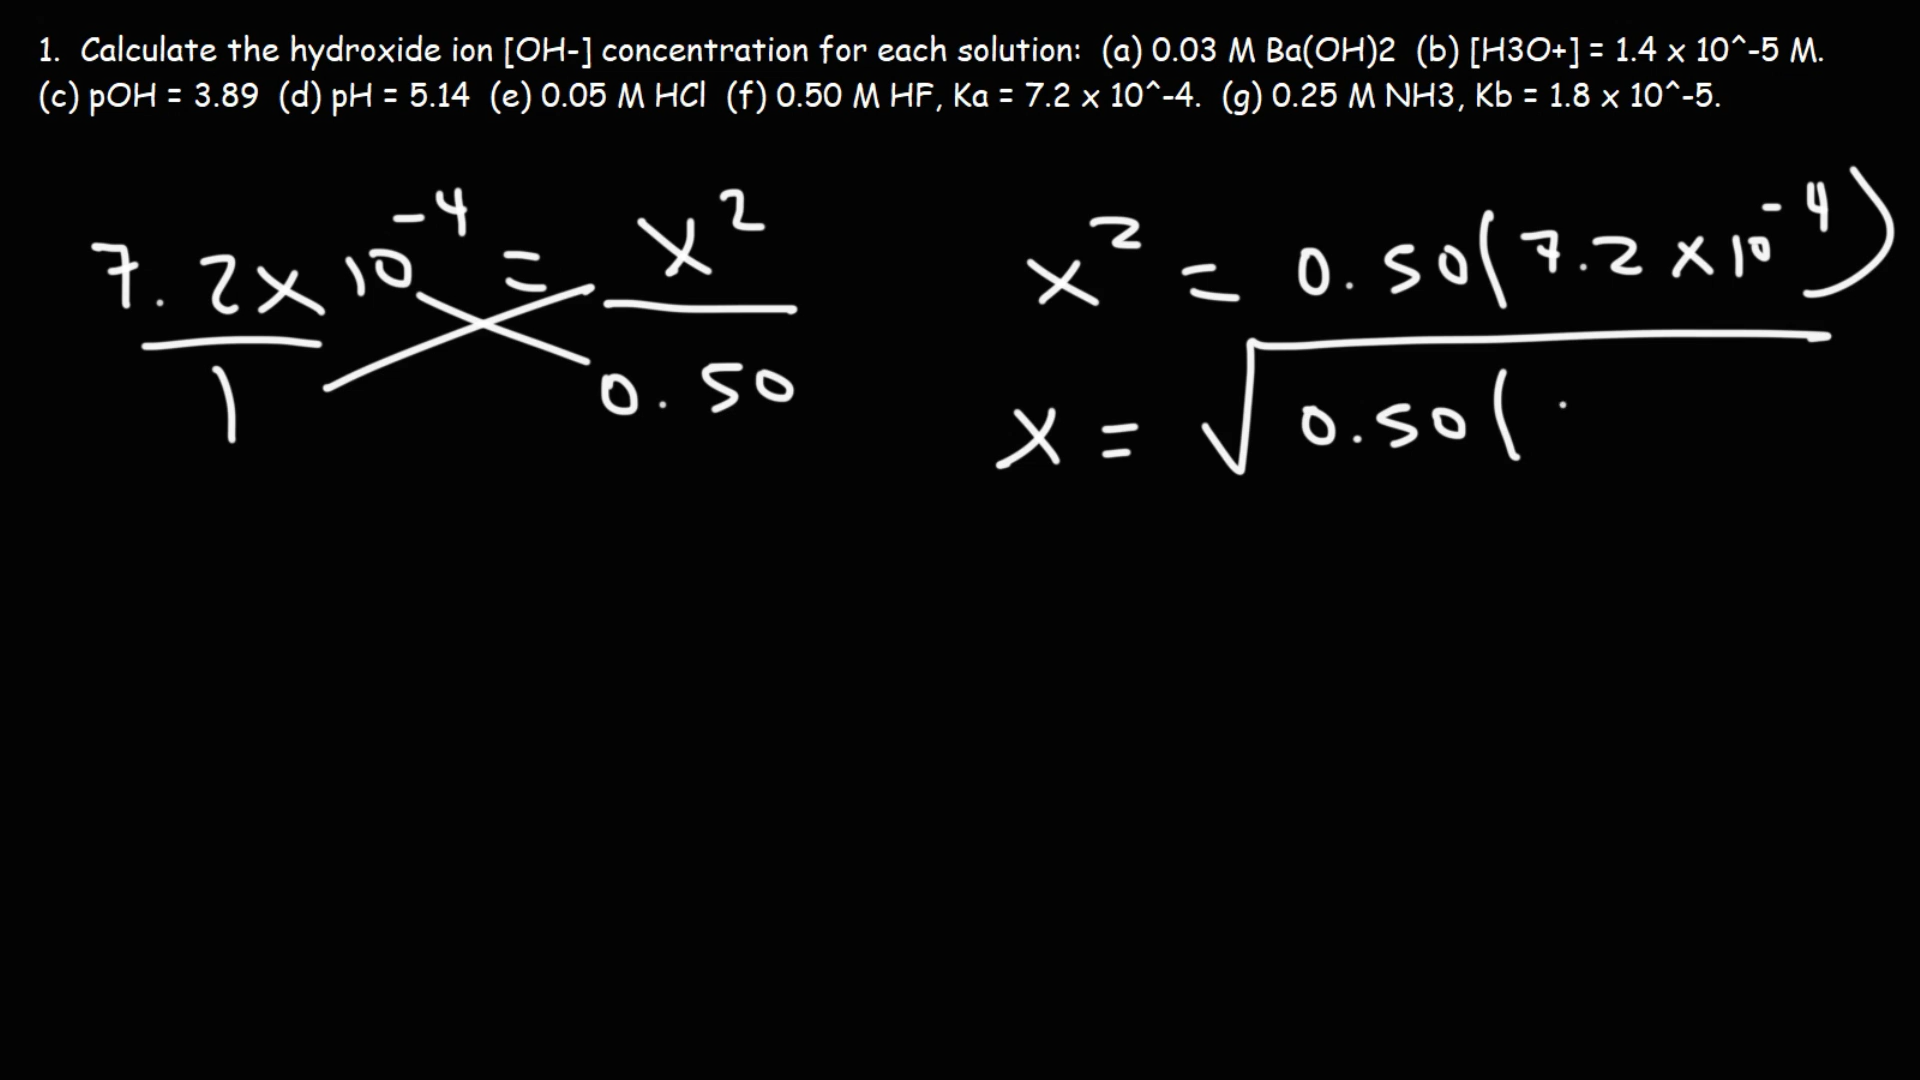 1. Calculate the hydroxide ion [OH-] concentration for each solution: (a) 0.03 M Ba(OH)2 (b) [H3O+] = 1.4 x 10^-5 M.
(c) pOH = 3.89 (d) pH = 5.14 (e) 0.05 M HCl (f) 0.50 M HF, Ka = 7.2 x 10^-4. (g) 0.25 M NH3, Kb = 1.8 x 10^-5.
7.2x10^-4 / 1 = x^2 / 0.50
x^2 = 0.50(7.2x10^-4)
x = √0.50(.